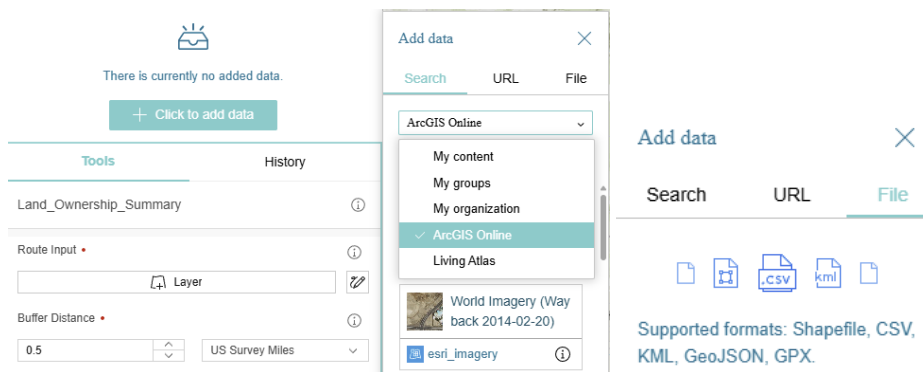 There is currently no added data.
Click to add data
Tools
History
Land_Ownership_Summary
Route Input •
Layer
Buffer Distance •
0.5
US Survey Miles
Add data
Search
URL
File
ArcGIS Online
My content
My groups
My organization
ArcGIS Online
Living Atlas
World Imagery (Way
back 2014-02-20)
esri_imagery
Add data
Search
URL
File
.csv
kml
Supported formats: Shapefile, CSV,
KML, GeoJSON, GPX.